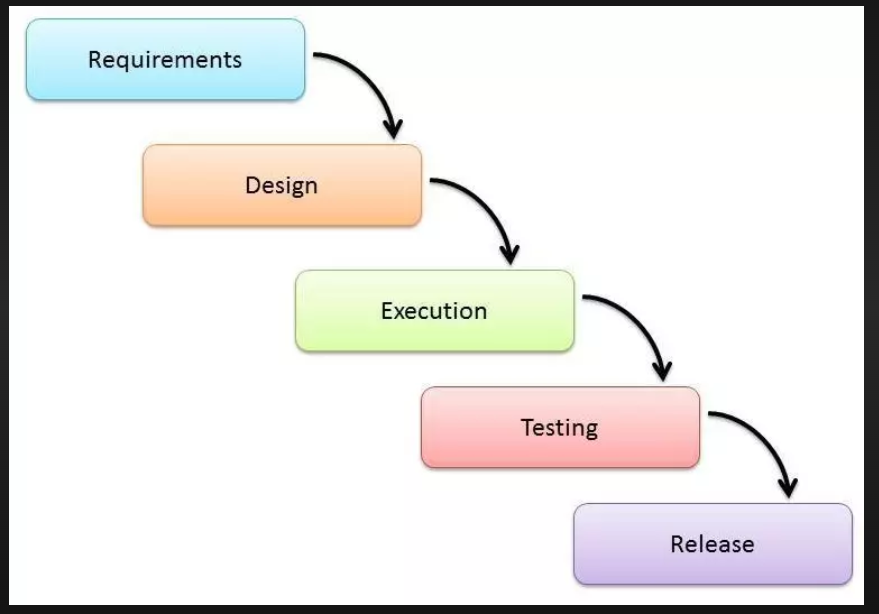 Requirements
Design
Execution
Testing
Release